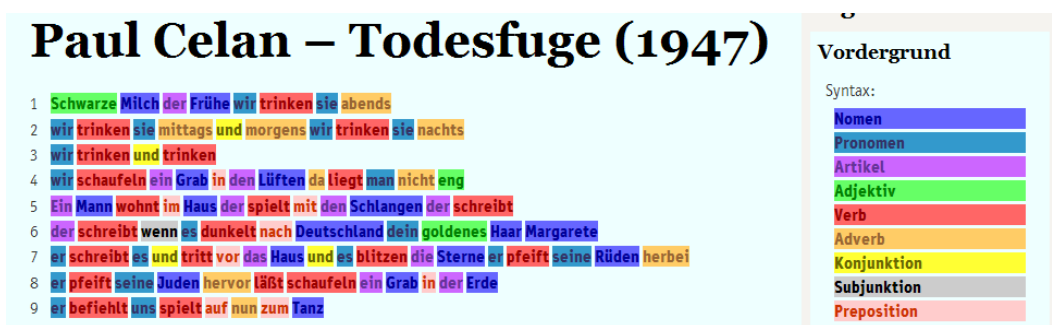 Paul Celan – Todesfuge (1947)
1 Schwarze Milch der Frühe wir trinken sie abends
2 wir trinken sie mittags und morgens wir trinken sie nachts
3 wir trinken und trinken
4 wir schaufeln ein Grab in den Lüften da liegt man nicht eng
5 Ein Mann wohnt im Haus der spielt mit den Schlangen der schreibt
6 der schreibt wenn es dunkelt nach Deutschland dein goldenes Haar Margarete
7 er schreibt es und tritt vor das Haus und es blitzen die Sterne er pfeift seine Rüden herbei
8 er pfeift seine Juden hervor läßt schaufeln ein Grab in der Erde
9 er befiehlt uns spielt auf nun zum Tanz
Vordergrund
Syntax:
Nomen
Pronomen
Artikel
Adjektiv
Verb
Adverb
Konjunktion
Subjunktion
Preposition